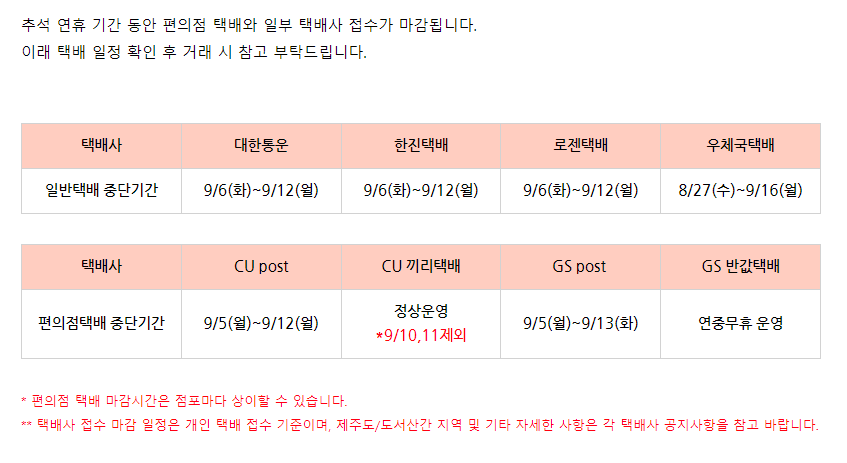 추석 연휴 기간 동안 편의점 택배와 일부 택배사 접수가 마감됩니다.
이래 택배 일정 확인 후 거래 시 참고 부탁드립니다.
택배사 대한통운 한진택배 로젠택배 우체국택배
일반택배 중단기간 9/6(화)~9/12(월) 9/6(화)~9/12(월) 9/6(화)~9/12(월) 8/27(수)~9/16(월)
택배사 CU post CU 끼리택배 GS post GS 반값택배
편의점택배 중단기간 9/5(월)~9/12(월) 정상운영 9/5(월)~9/13(화) 연중무휴 운영
*9/10,11제외
* 편의점 택배 마감시간은 점포마다 상이할 수 있습니다.
** 택배사 접수 마감 일정은 개인 택배 접수 기준이며, 제주도/도서산간 지역 및 기타 자세한 사항은 각 택배사 공지사항을 참고 바랍니다.